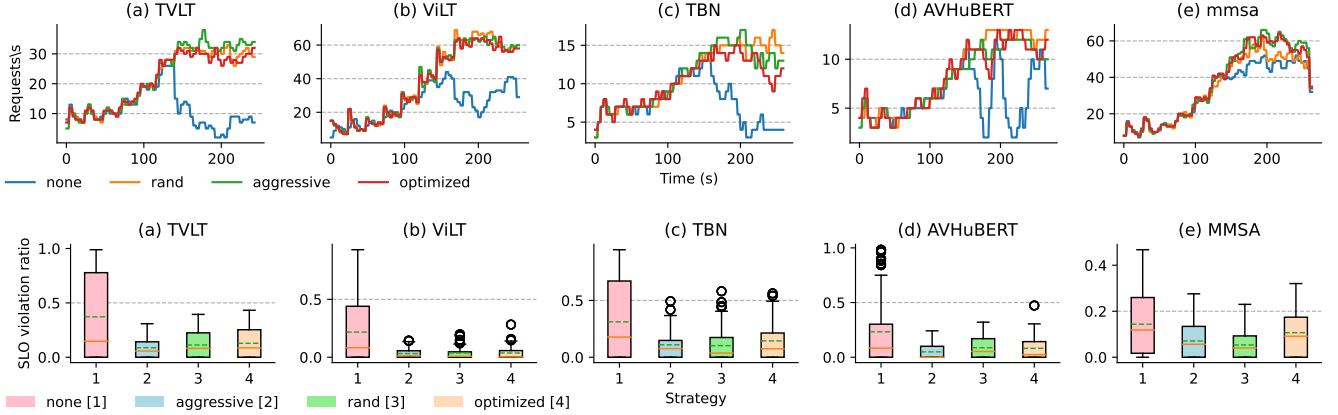 (a) TVLT (b) ViLT (c) TBN (d) AVHuBERT (e) mmsa
Requests\s
30
20
10
0 100 200
60
40
20
0 100 200
15
10
5
0 100 200
10
5
0 100 200
60
40
20
0 100 200
Time (s)
none rand aggressive optimized
(a) TVLT (b) ViLT (c) TBN (d) AVHuBERT (e) MMSA
SLO violation ratio
1.0
0.5
0.0
1 2 3 4
0.5
0.0
1 2 3 4
0.5
0.0
1 2 3 4
1.0
0.5
0.0
1 2 3 4
0.4
0.2
0.0
1 2 3 4
Strategy
none [1] aggressive [2] rand [3] optimized [4]